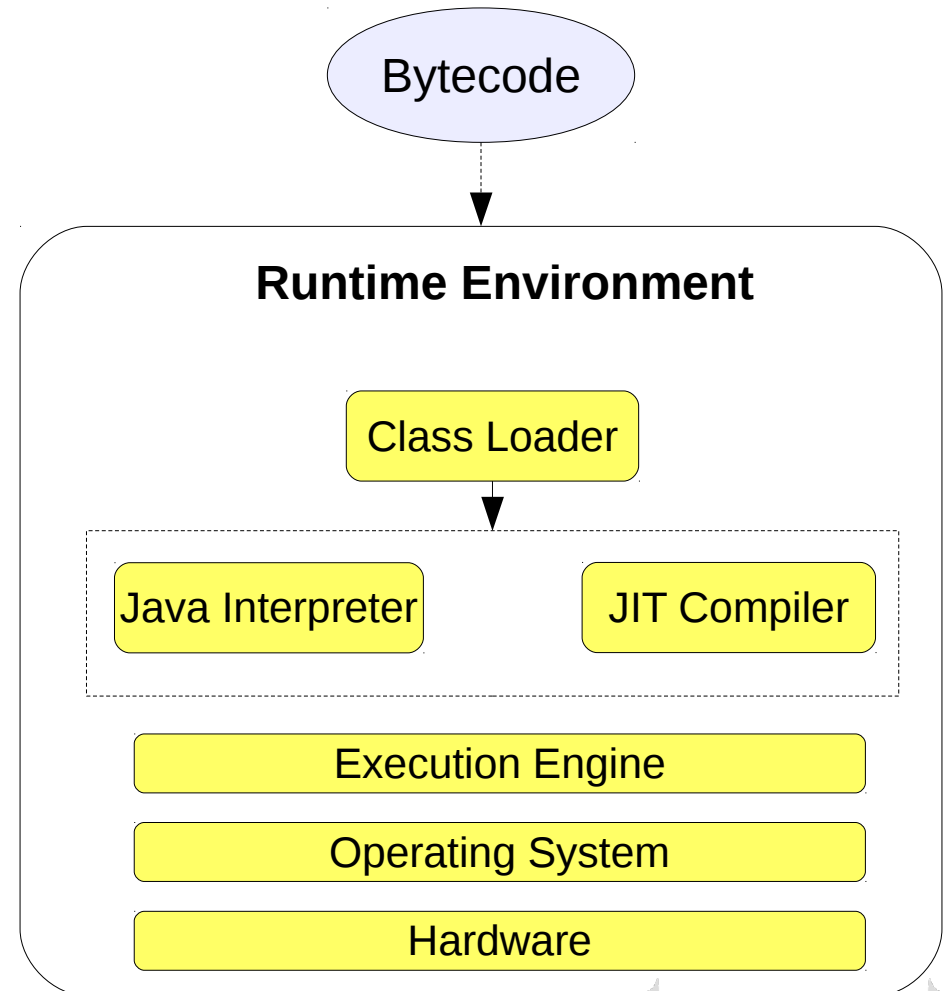 Bytecode
Runtime Environment
Class Loader
Java Interpreter
JIT Compiler
Execution Engine
Operating System
Hardware